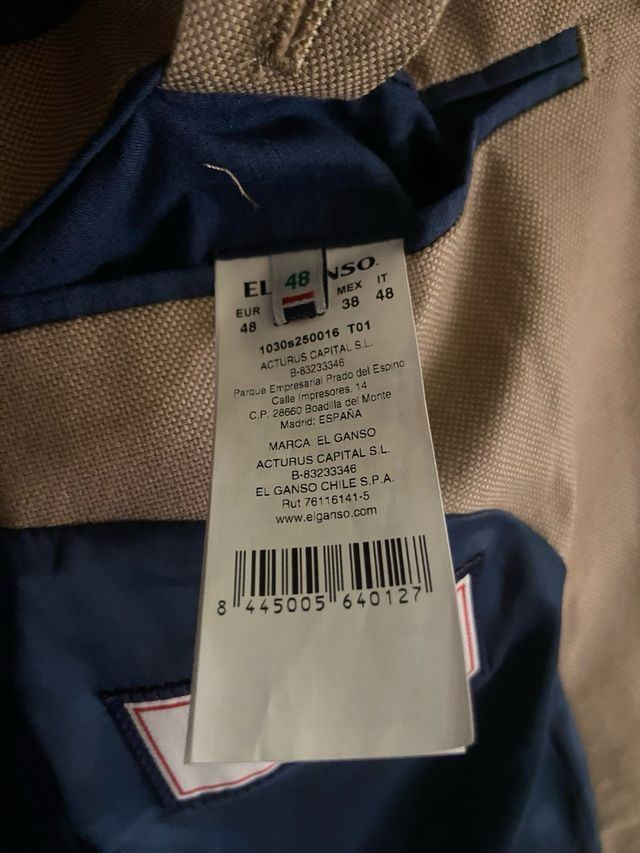 48
EL NSO.
EUR MEX IT
48 38 48
1030s250016 T01
ACTURUS CAPITAL S.L.
B-83233346
Parque Empresarial Prado del Espino
Calle Impresores, 14
C.P. 28660 Boadilla del Monte
Madrid: ESPAÑA
MARCA EL GANSO
ACTURUS CAPITAL S.L.
B-83233346
EL GANSO CHILE S.P.A.
Rut 76116141-5
www.elganso.com
8 445005 640127